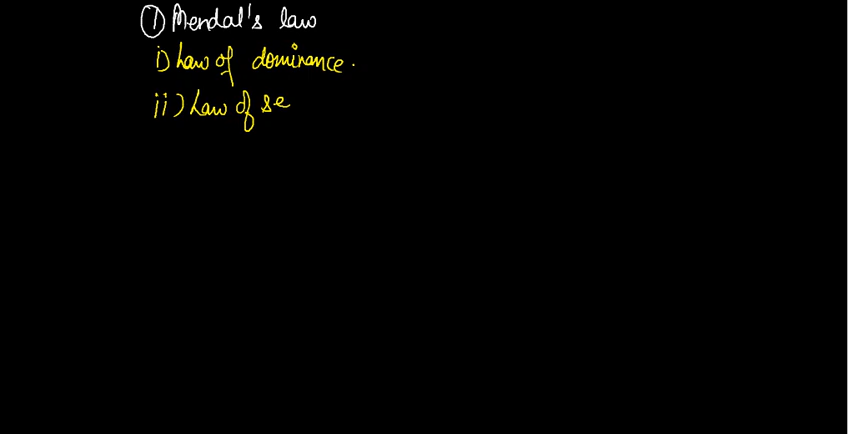 ① Mendal's law
i) Law of dominance.
ii) Law of se